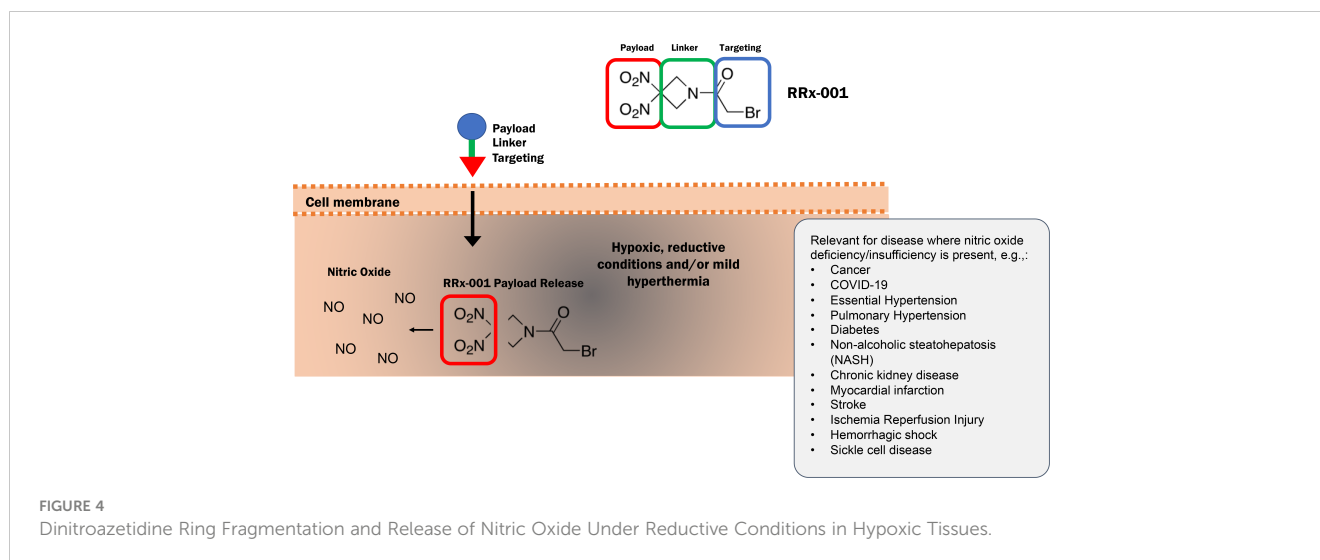 Payload Linker Targeting
O₂N
O₂N
N
O
Br
RRx-001
Payload
Linker
Targeting
Cell membrane
Hypoxic, reductive
conditions and/or mild
hyperthermia
Nitric Oxide
NO
NO
NO
NO
NO
RRx-001 Payload Release
O₂N
O₂N
N
O
Br
Relevant for disease where nitric oxide
deficiency/insufficiency is present, e.g.,:
• Cancer
• COVID-19
• Essential Hypertension
• Pulmonary Hypertension
• Diabetes
• Non-alcoholic steatohepatosis
(NASH)
• Chronic kidney disease
• Myocardial infarction
• Stroke
• Ischemia Reperfusion Injury
• Hemorrhagic shock
• Sickle cell disease
FIGURE 4
Dinitroazetidine Ring Fragmentation and Release of Nitric Oxide Under Reductive Conditions in Hypoxic Tissues.